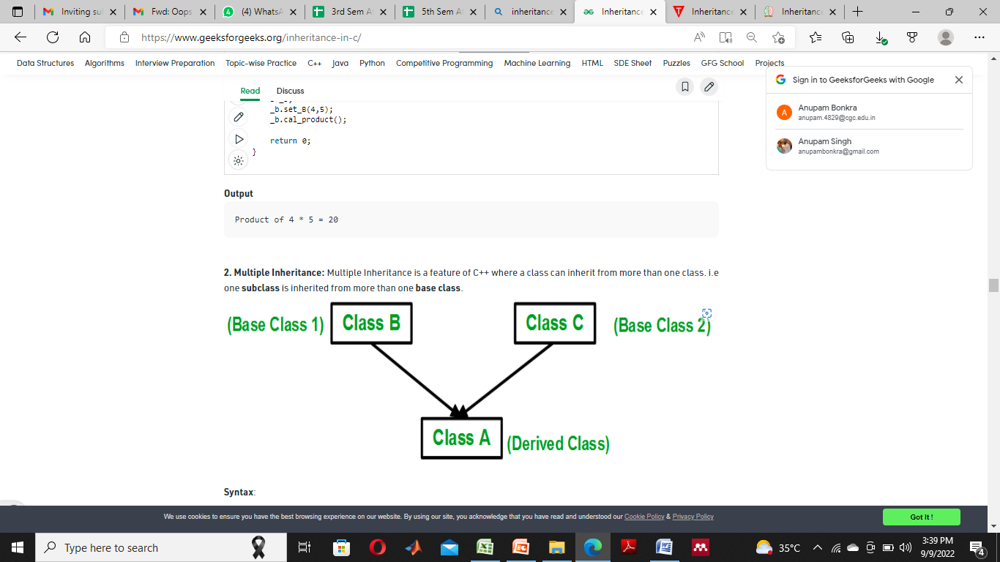 Inviting su
Fwd: Oops
(4) WhatsA
3rd Sem A
5th Sem A
inheritance
Inheritance
Inheritance
Inheritance
https://www.geeksforgeeks.org/inheritance-in-c/
Data Structures Algorithms Interview Preparation Topic-wise Practice C++ Java Python Competitive Programming Machine Learning HTML SDE Sheet Puzzles GFG School Projects
Read Discuss
_b.set_B(4,5);
_b.cal_product();
return 0;
}
Sign in to GeeksforGeeks with Google
A
Anupam Bonkra
anupam.4829@cgc.edu.in
Anupam Singh
anupambonkra@gmail.com
Output
Product of 4 * 5 = 20
2. Multiple Inheritance: Multiple Inheritance is a feature of C++ where a class can inherit from more than one class. i.e
one subclass is inherited from more than one base class.
(Base Class 1) Class B Class C (Base Class 2)
Class A (Derived Class)
Syntax:
We use cookies to ensure you have the best browsing experience on our website. By using our site, you acknowledge that you have read and understood our Cookie Policy & Privacy Policy
Got It !
Type here to search
35°C
3:39 PM
9/9/2022
4